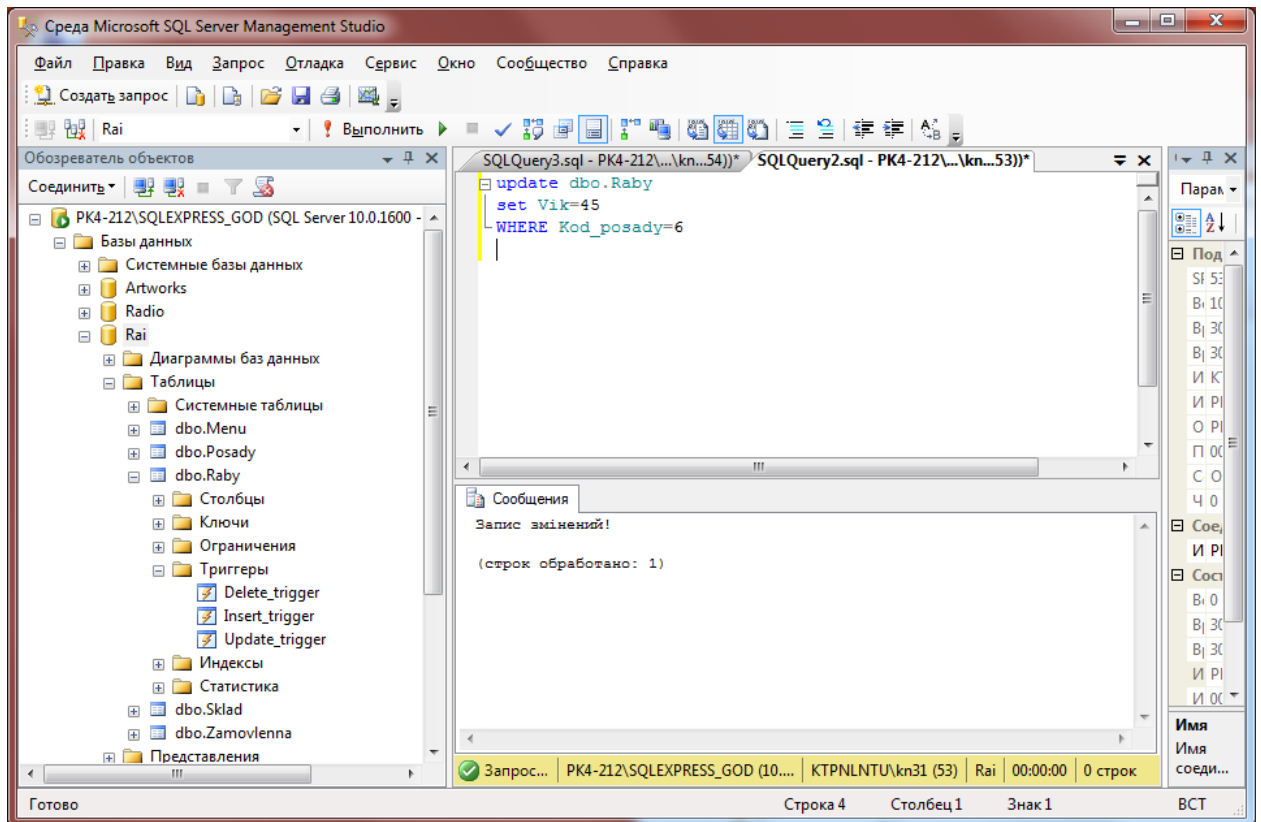 Среда Microsoft SQL Server Management Studio
Файл Правка Вид Запрос Отладка Сервис Окно Сообщество Справка
Создать запрос
Rai Выполнить
Обозреватель объектов
Соединить
PK4-212\SQLEXPRESS_GOD (SQL Server 10.0.1600 -
Базы данных
Системные базы данных
Artworks
Radio
Rai
Диаграммы баз данных
Таблицы
Системные таблицы
dbo.Menu
dbo.Posady
dbo.Raby
Столбцы
Ключи
Ограничения
Триггеры
Delete_trigger
Insert_trigger
Update_trigger
Индексы
Статистика
dbo.Sklad
dbo.Zamovlenna
Представления
SQLQuery3.sql - PK4-212\...\kn...54))* SQLQuery2.sql - PK4-212\...\kn...53))*
update dbo.Raby
set Vik=45
WHERE Kod_posady=6
Сообщения
Запис змінений!
(строк обработано: 1)
Запрос... PK4-212\SQLEXPRESS_GOD (10.... KTPNLNTU\kn31 (53) Rai 00:00:00 0 строк
Имя
Имя
соеди...
Готово Строка 4 Столбец 1 Знак 1 ВСТ